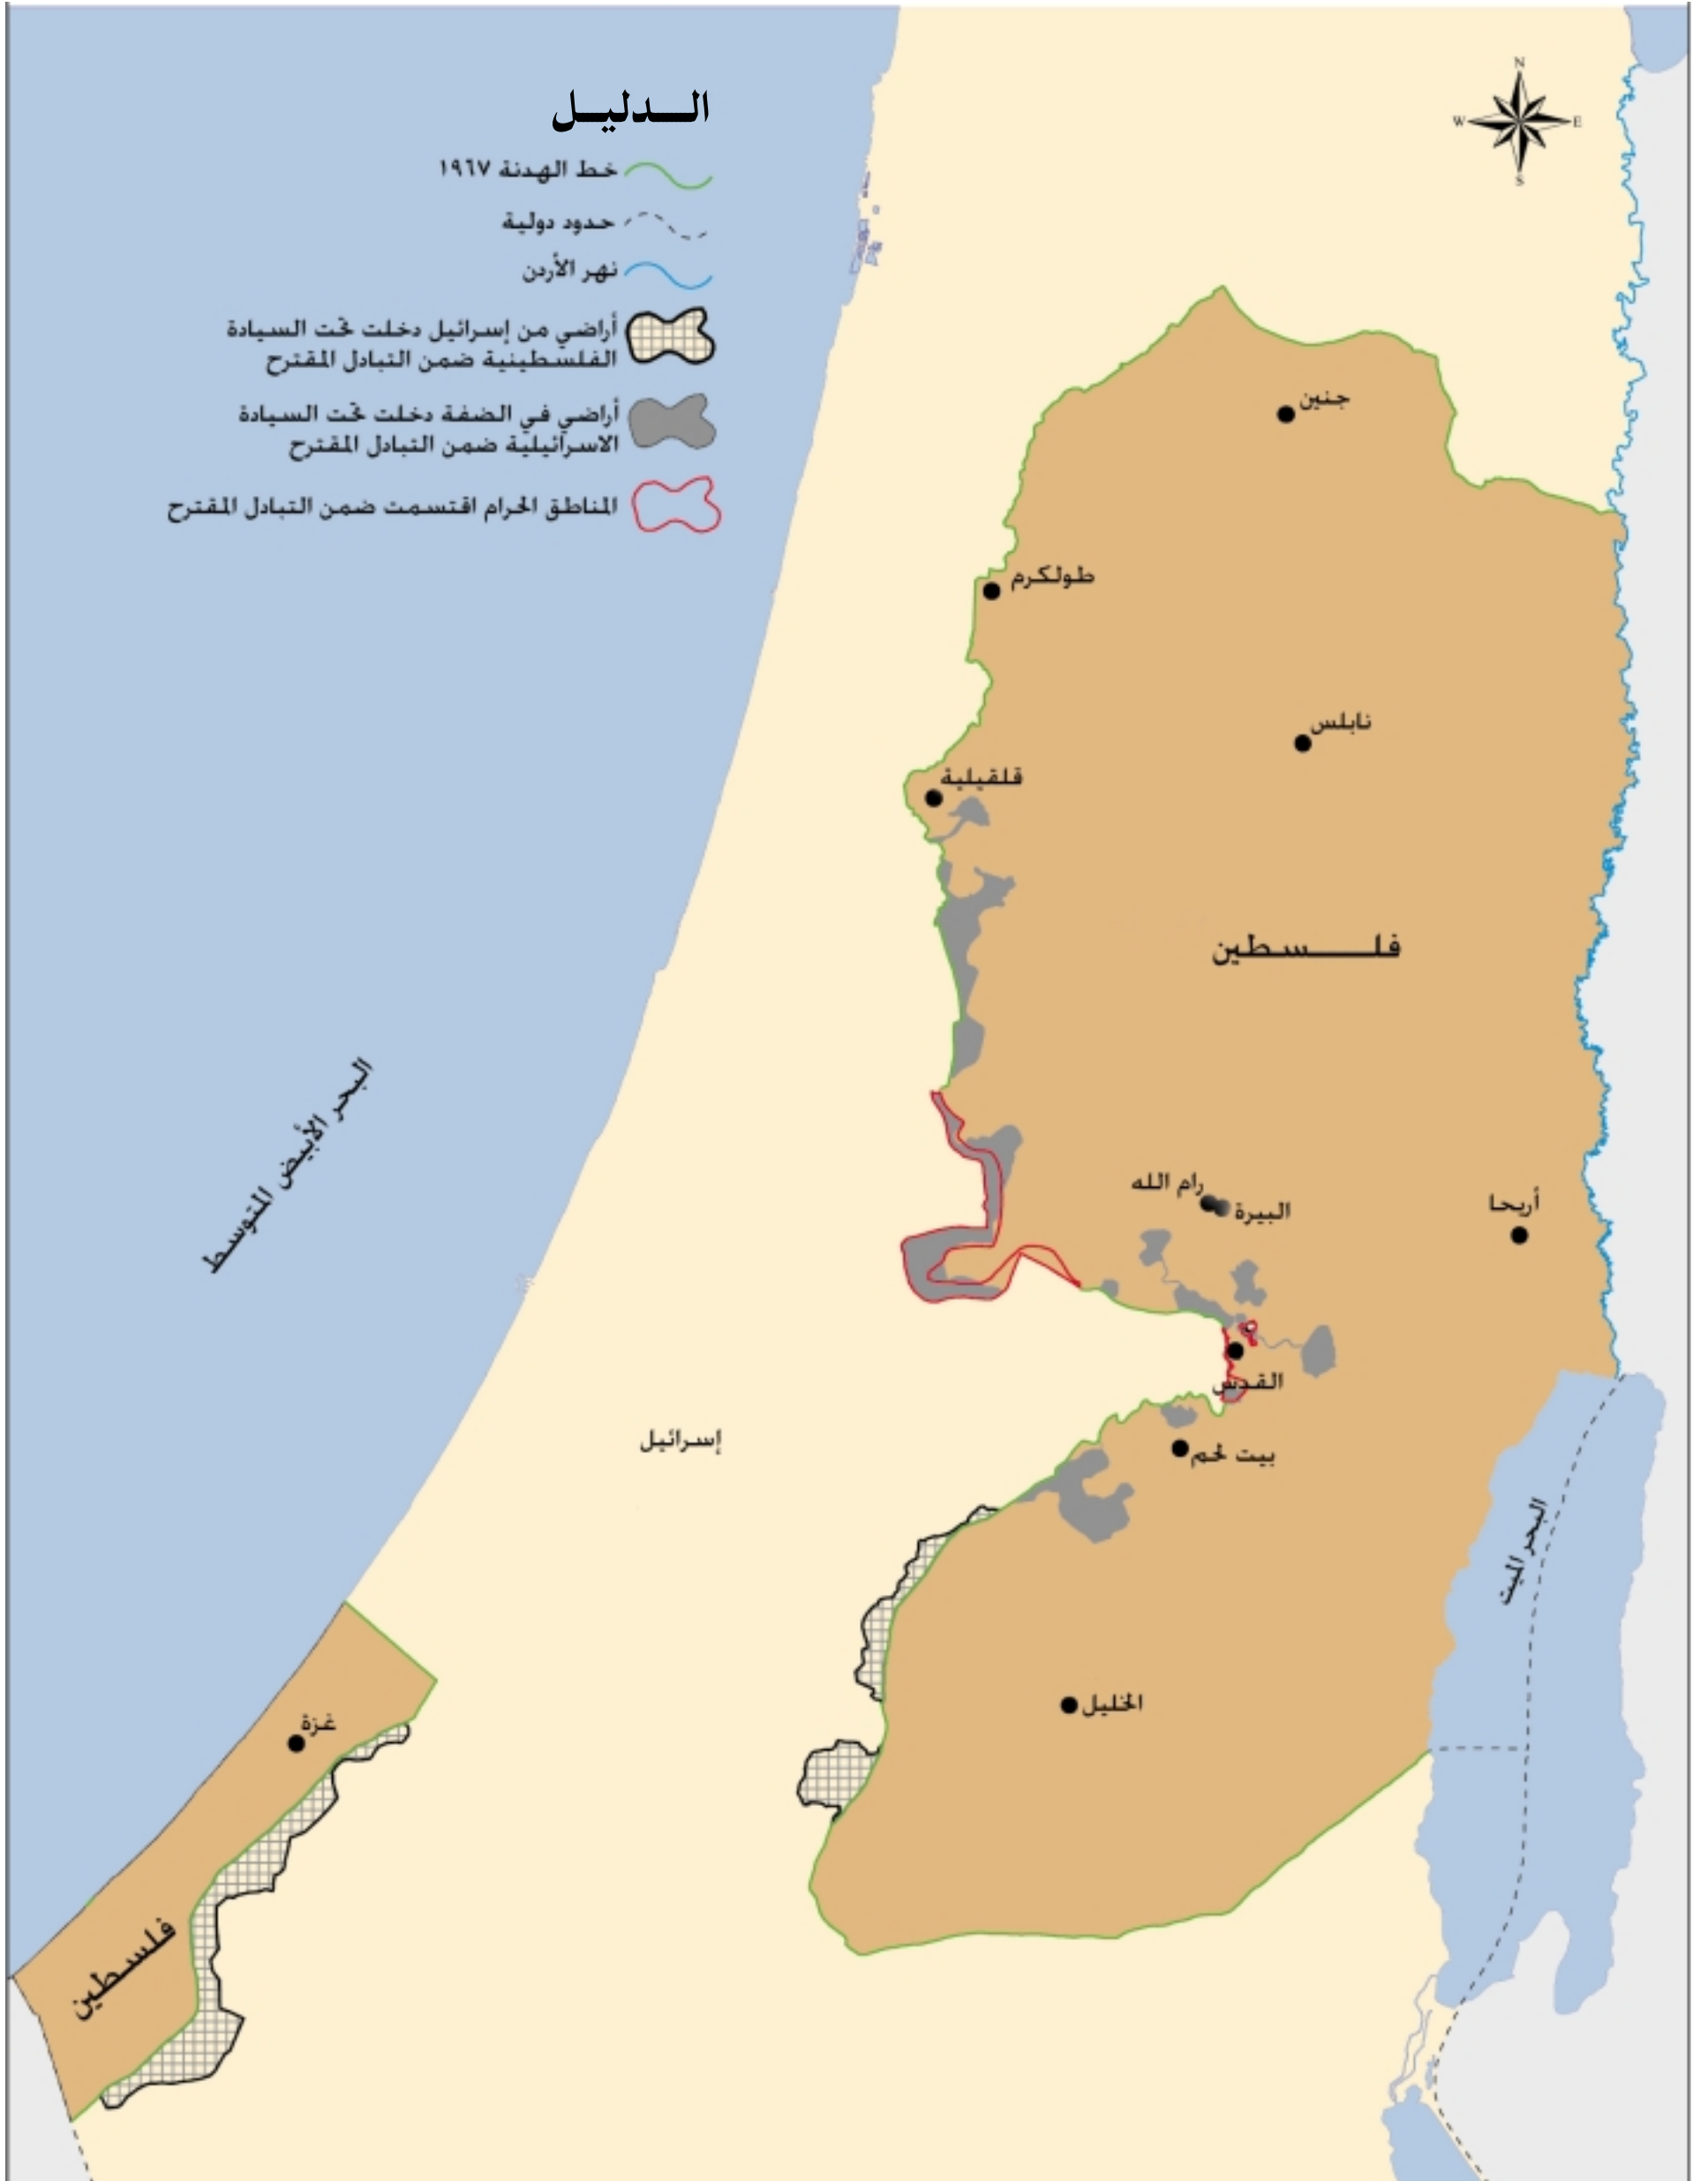 الدليل
خط الهدنة ١٩٦٧
حدود دولية
نهر الأردن
أراضي من إسرائيل دخلت تحت السيادة
الفلسطينية ضمن التبادل المقترح
أراضي في الضفة دخلت تحت السيادة
الاسرائيلية ضمن التبادل المقترح
المناطق الحرام اقتسمت ضمن التبادل المقترح
N
W
E
S
جنين
طولكرم
نابلس
قلقيلية
فلسطين
البحر الأبيض المتوسط
رام الله
البيرة
أريحا
القدس
إسرائيل
بيت لحم
البحر الميت
الخليل
غزة
فلسطين